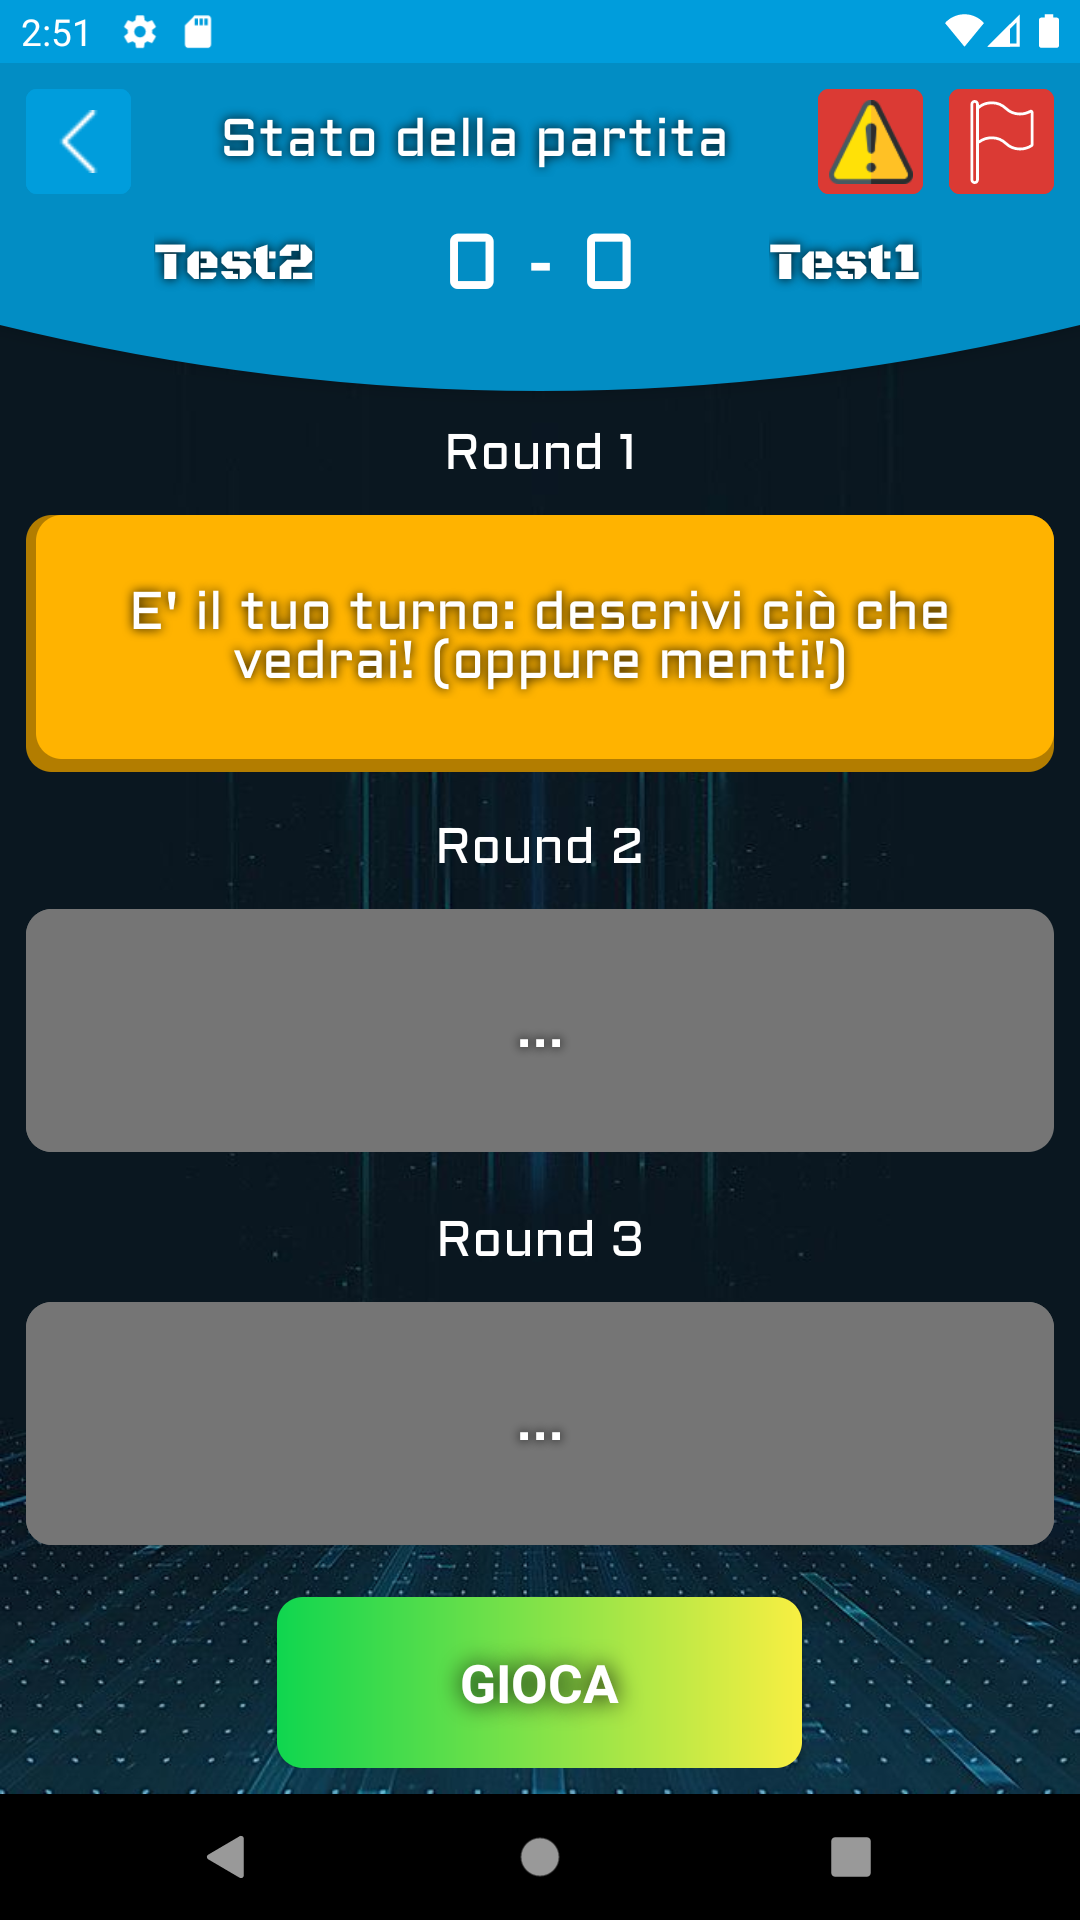 2:51
Stato della partita
Test2 0 - 0 Test1
Round 1
E' il tuo turno: descrivi ciò che
vedrai! (oppure menti!)
Round 2
...
Round 3
...
GIOCA